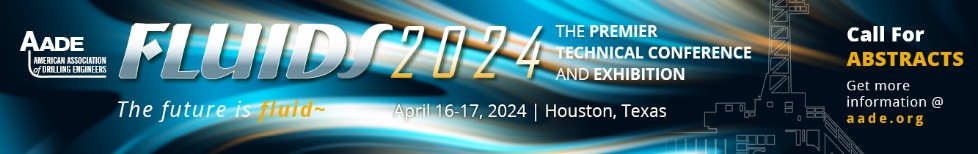 AADE
AMERICAN ASSOCIATION
of DRILLING ENGINEERS
FLUIDS 2024
THE PREMIER
TECHNICAL CONFERENCE
AND EXHIBITION
The future is fluid~
April 16-17, 2024 | Houston, Texas
Call For
ABSTRACTS
Get more
information @
aade.org